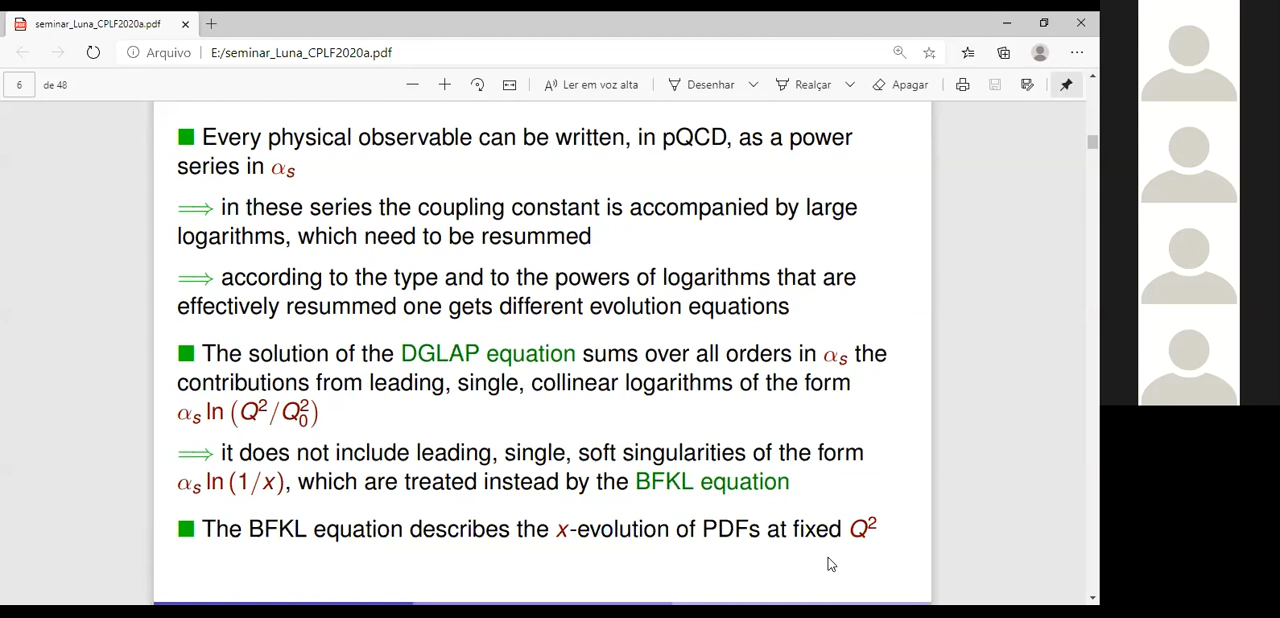 seminar_Luna_CPLF2020a.pdf
Arquivo E:/seminar_Luna_CPLF2020a.pdf
6 de 48 Ler em voz alta Desenhar Realçar Apagar
Every physical observable can be written, in pQCD, as a power
series in αs
⟹ in these series the coupling constant is accompanied by large
logarithms, which need to be resummed
⟹ according to the type and to the powers of logarithms that are
effectively resummed one gets different evolution equations
The solution of the DGLAP equation sums over all orders in αs the
contributions from leading, single, collinear logarithms of the form
αs ln (Q²/Q₀²)
⟹ it does not include leading, single, soft singularities of the form
αs ln (1/x), which are treated instead by the BFKL equation
The BFKL equation describes the x-evolution of PDFs at fixed Q²